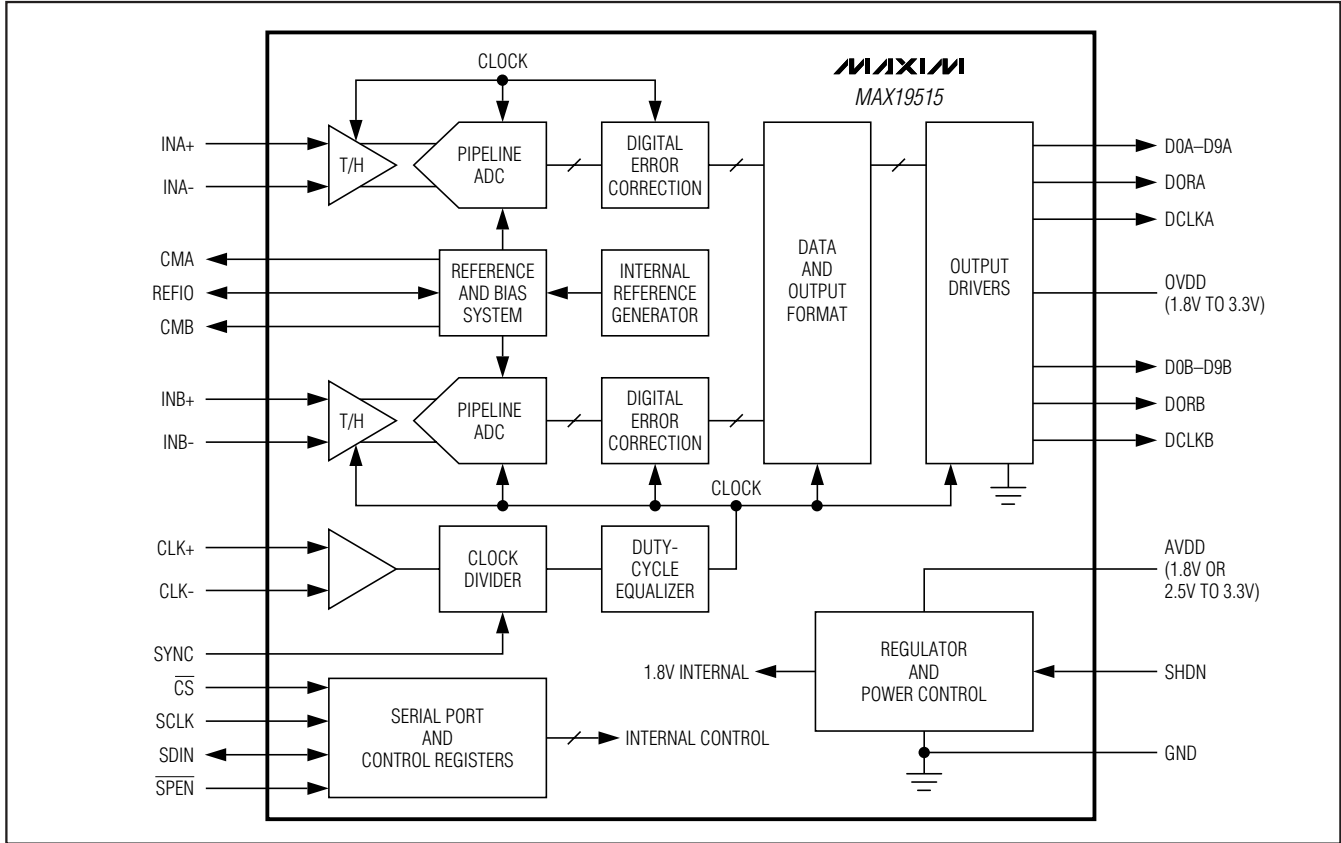 CLOCK
MAXIM
MAX19515
INA+
INA-
T/H
PIPELINE
ADC
DIGITAL
ERROR
CORRECTION
DATA
AND
OUTPUT
FORMAT
OUTPUT
DRIVERS
D0A–D9A
DORA
DCLKA
CMA
REFIO
CMB
REFERENCE
AND BIAS
SYSTEM
INTERNAL
REFERENCE
GENERATOR
OVDD
(1.8V TO 3.3V)
INB+
INB-
T/H
PIPELINE
ADC
DIGITAL
ERROR
CORRECTION
D0B–D9B
DORB
DCLKB
CLOCK
CLK+
CLK-
CLOCK
DIVIDER
DUTY-
CYCLE
EQUALIZER
AVDD
(1.8V OR
2.5V TO 3.3V)
SYNC
CS
SCLK
SDIN
SPEN
SERIAL PORT
AND
CONTROL REGISTERS
INTERNAL CONTROL
1.8V INTERNAL
REGULATOR
AND
POWER CONTROL
SHDN
GND